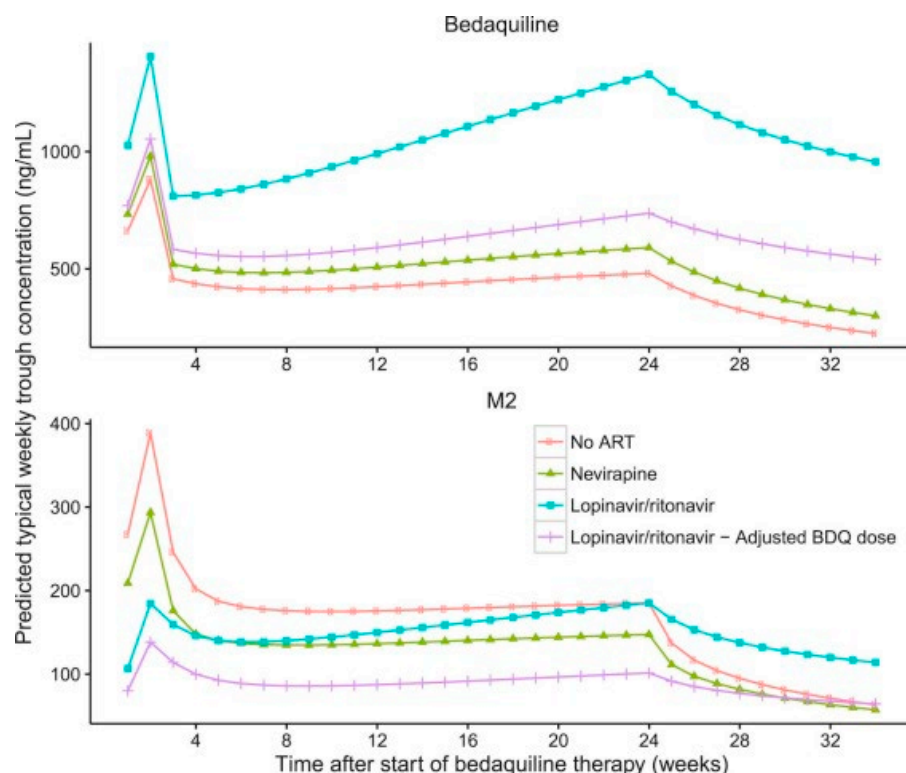 Bedaquiline
Predicted typical weekly trough concentration (ng/mL)
1000
500
4 8 12 16 20 24 28 32
M2
400
300
200
100
No ART
Nevirapine
Lopinavir/ritonavir
Lopinavir/ritonavir − Adjusted BDQ dose
4 8 12 16 20 24 28 32
Time after start of bedaquiline therapy (weeks)